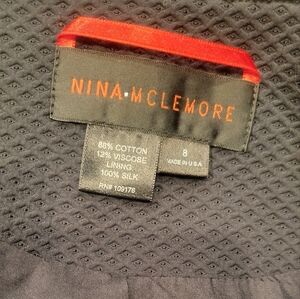 NINA·MCLEMORE
88% COTTON
12% VISCOSE
LINING
100% SILK
RN# 109178
8
MADE IN U.S.A